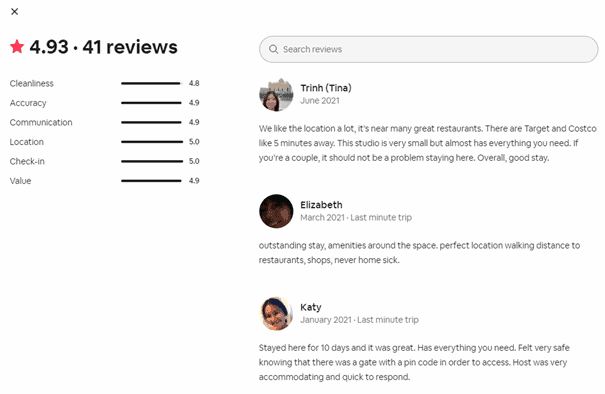 4.93 · 41 reviews
Cleanliness 4.8
Accuracy 4.9
Communication 4.9
Location 5.0
Check-in 5.0
Value 4.9
Search reviews
Trinh (Tina)
June 2021
We like the location a lot, it's near many great restaurants. There are Target and Costco
like 5 minutes away. This studio is very small but almost has everything you need. If
you're a couple, it should not be a problem staying here. Overall, good stay.
Elizabeth
March 2021 · Last minute trip
outstanding stay, amenities around the space. perfect location walking distance to
restaurants, shops, never home sick.
Katy
January 2021 · Last minute trip
Stayed here for 10 days and it was great. Has everything you need. Felt very safe
knowing that there was a gate with a pin code in order to access. Host was very
accommodating and quick to respond.